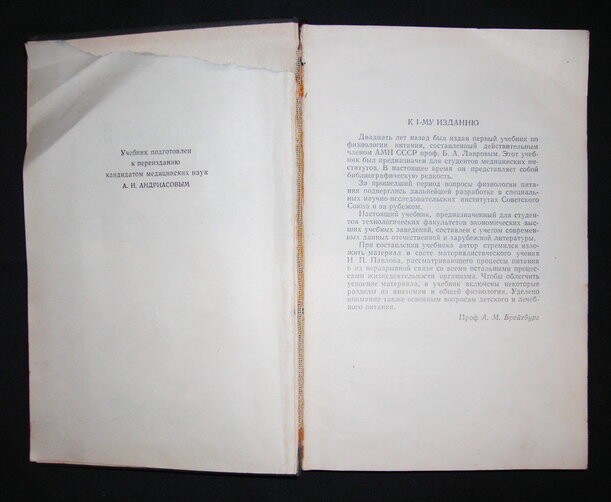 Учебник подготовлен
к переизданию
кандидатом медицинских наук
А. Н. АНДРИАСОВЫМ
К 1-МУ ИЗДАНИЮ
Двадцать лет назад был издан первый учебник по
физиологии питания, составленный действительным
членом АМН СССР проф. Б. А. Лавровым. Этот учеб-
ник был предназначен для студентов медицинских ин-
ститутов. В настоящее время он представляет собой
библиографическую редкость.
За прошедший период вопросы физиологии пита-
ния подверглись дальнейшей разработке в специаль-
ных научно-исследовательских институтах Советского
Союза и за рубежом.
Настоящий учебник, предназначенный для студен-
тов технологических факультетов экономических выс-
ших учебных заведений, составлен с учетом современ-
ных данных отечественной и зарубежной литературы.
При составлении учебника автор стремился изло-
жить материал в свете материалистического учения
И. П. Павлова, рассматривающего процессы питания
в их неразрывной связи со всеми остальными процес-
сами жизнедеятельности организма. Чтобы облегчить
усвоение материала, в учебник включены некоторые
разделы из анатомии и общей физиологии. Уделено
внимание также основным вопросам детского и лечеб-
ного питания.
Проф. А. М. Брейтбург